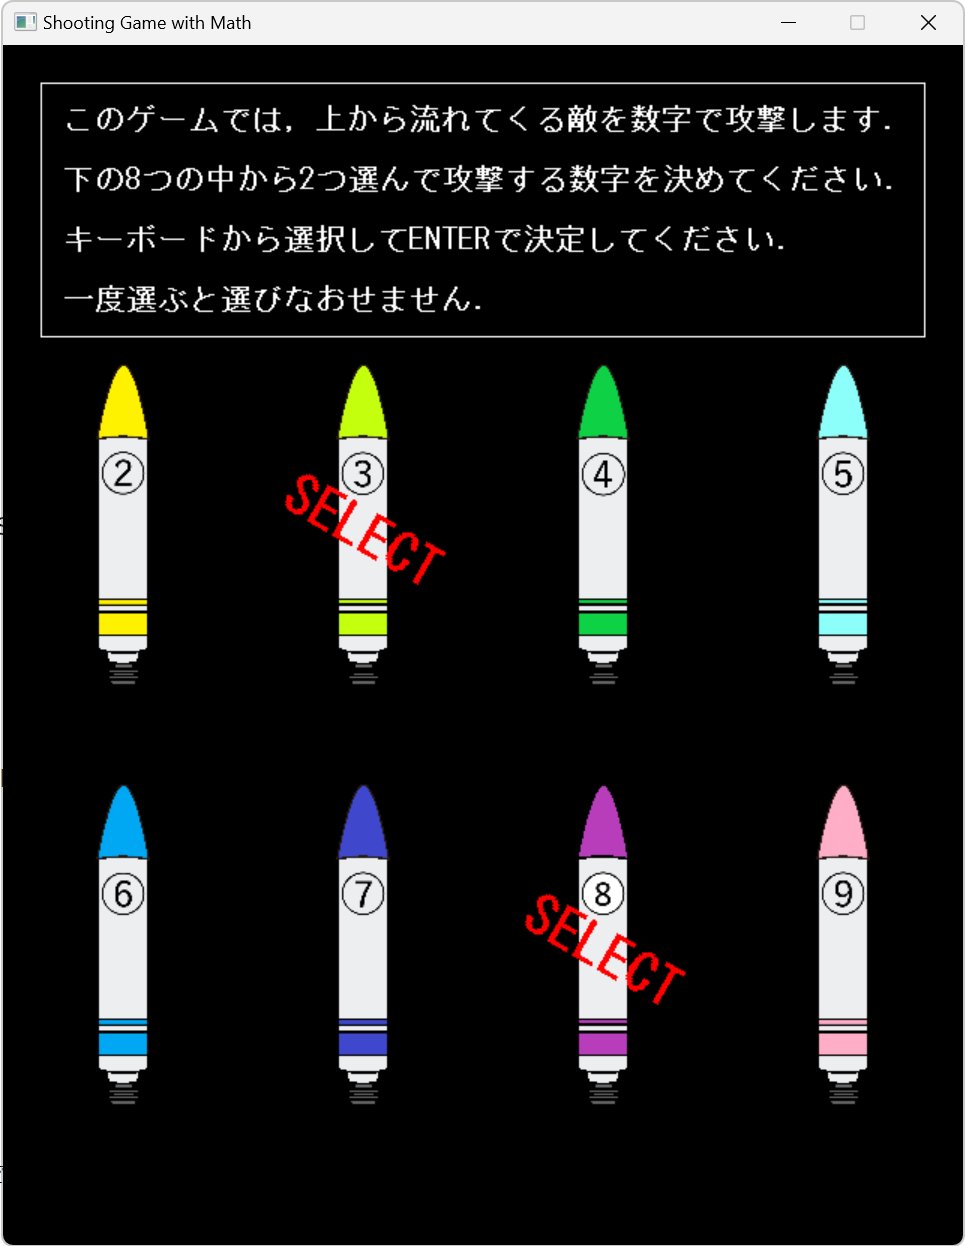 Shooting Game with Math
このゲームでは，上から流れてくる敵を数字で攻撃します．
下の8つの中から2つ選んで攻撃する数字を決めてください．
キーボードから選択してENTERで決定してください．
一度選ぶと選びなおせません．
2 3 4 5
SELECT
6 7 8 9
SELECT